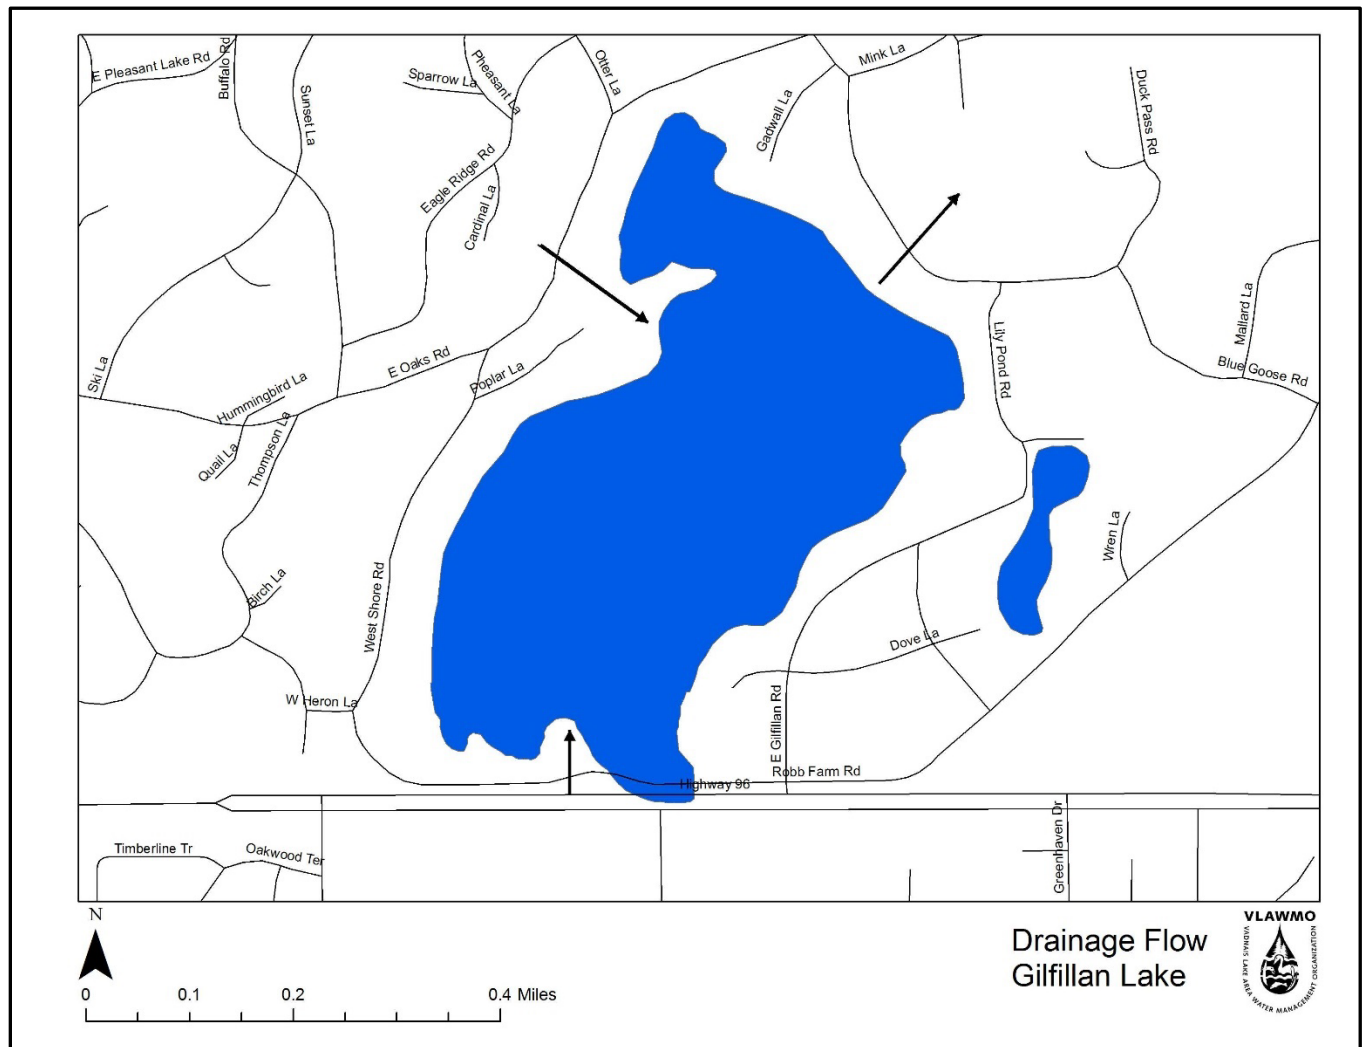 E Pleasant Lake Rd
Buffalo Rd
Sunset La
Sparrow La
Pheasant La
Otter La
Mink La
Gadwall La
Duck Pass Rd
Eagle Ridge Rd
Cardinal La
Ski La
E Oaks Rd
Poplar La
Hummingbird La
Quail La
Thompson La
Lily Pond Rd
Mallard La
Blue Goose Rd
Wren La
Birch La
West Shore Rd
W Heron La
Dove La
E Gilfillan Rd
Robb Farm Rd
Highway 96
Timberline Tr
Oakwood Ter
Greenhaven Dr
N
0 0.1 0.2 0.4 Miles
Drainage Flow
Gilfillan Lake
VLAWMO
VADNAIS LAKE AREA WATER MANAGEMENT ORGANIZATION